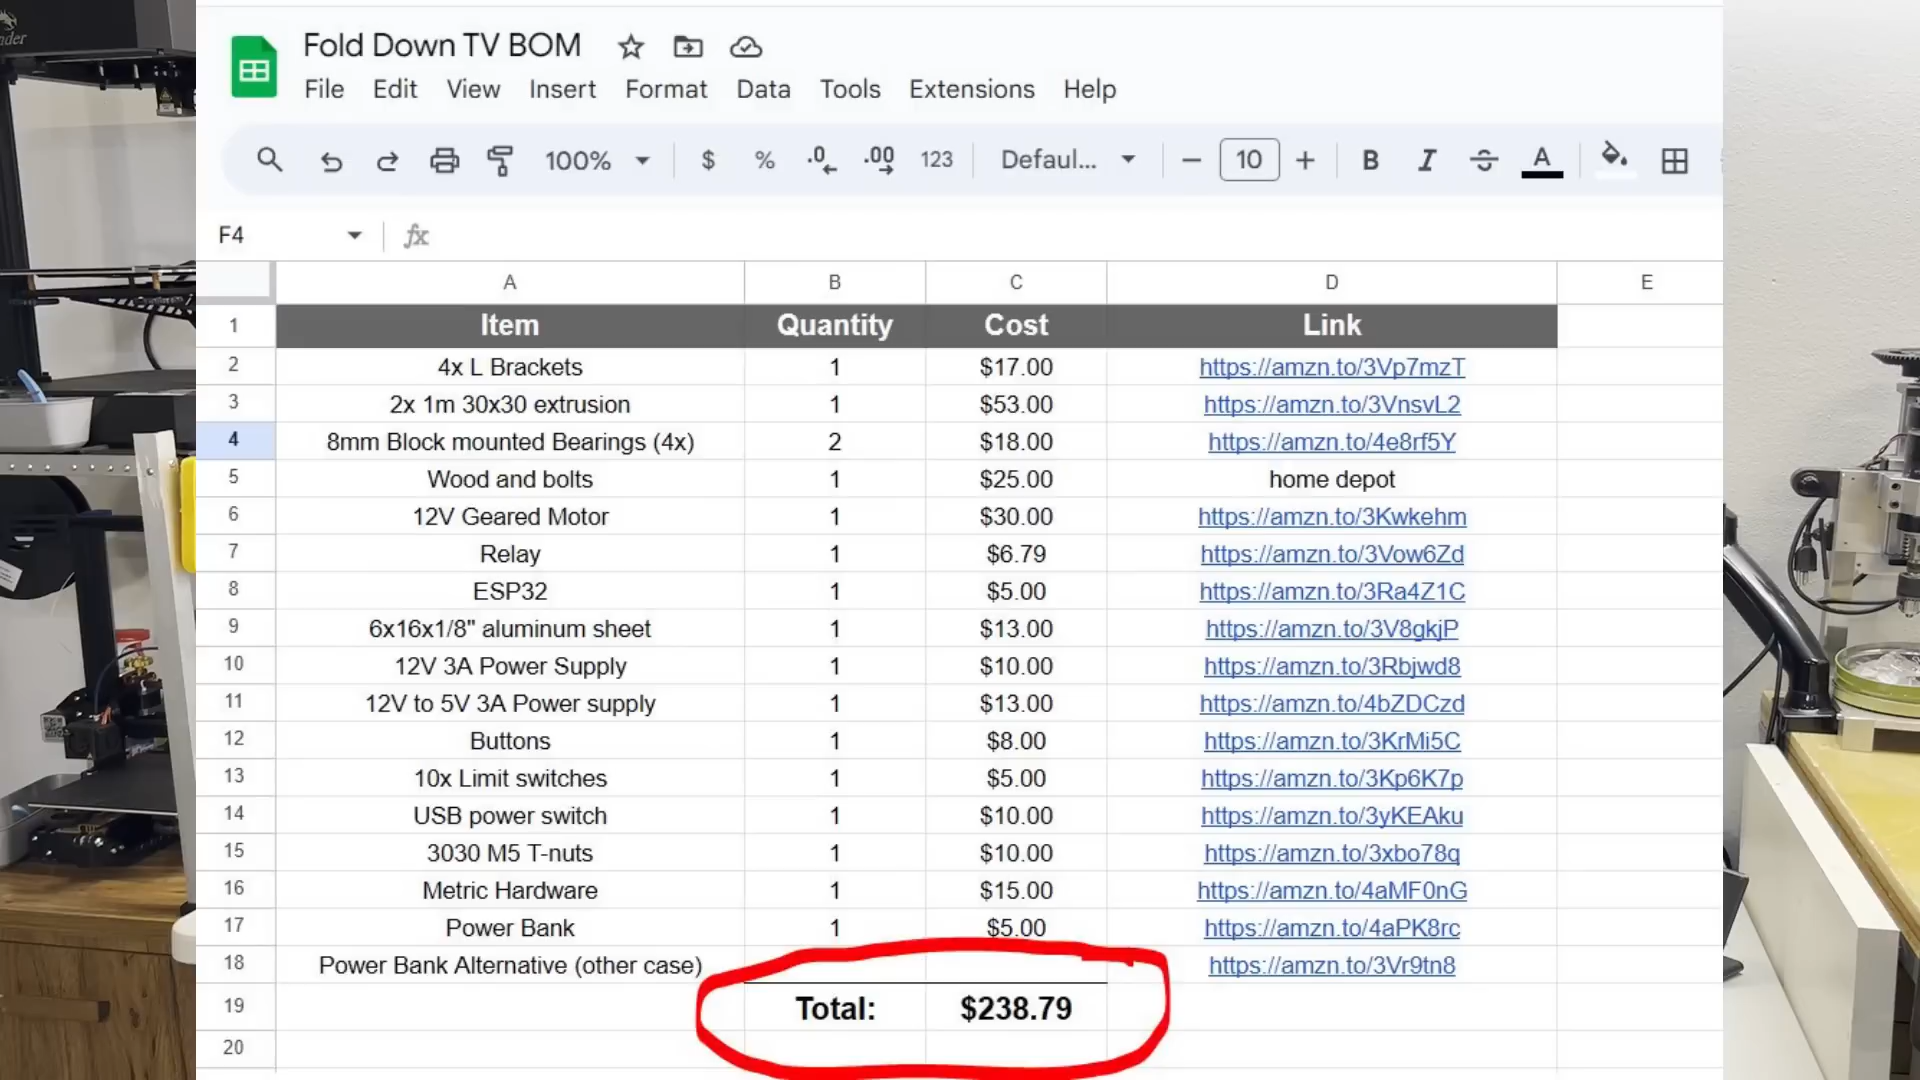 Fold Down TV BOM
File Edit View Insert Format Data Tools Extensions Help
100% $ % .0 .00 123 Defaul... 10 B I A
F4 fx
A B C D E
1 Item Quantity Cost Link
2 4x L Brackets 1 $17.00 https://amzn.to/3Vp7mzT
3 2x 1m 30x30 extrusion 1 $53.00 https://amzn.to/3VnsvL2
4 8mm Block mounted Bearings (4x) 2 $18.00 https://amzn.to/4e8rf5Y
5 Wood and bolts 1 $25.00 home depot
6 12V Geared Motor 1 $30.00 https://amzn.to/3Kwkehm
7 Relay 1 $6.79 https://amzn.to/3Vow6Zd
8 ESP32 1 $5.00 https://amzn.to/3Ra4Z1C
9 6x16x1/8" aluminum sheet 1 $13.00 https://amzn.to/3V8gkjP
10 12V 3A Power Supply 1 $10.00 https://amzn.to/3Rbjwd8
11 12V to 5V 3A Power supply 1 $13.00 https://amzn.to/4bZDCzd
12 Buttons 1 $8.00 https://amzn.to/3KrMi5C
13 10x Limit switches 1 $5.00 https://amzn.to/3Kp6K7p
14 USB power switch 1 $10.00 https://amzn.to/3yKEAku
15 3030 M5 T-nuts 1 $10.00 https://amzn.to/3xbo78q
16 Metric Hardware 1 $15.00 https://amzn.to/4aMF0nG
17 Power Bank 1 $5.00 https://amzn.to/4aPK8rc
18 Power Bank Alternative (other case) https://amzn.to/3Vr9tn8
19 Total: $238.79
20